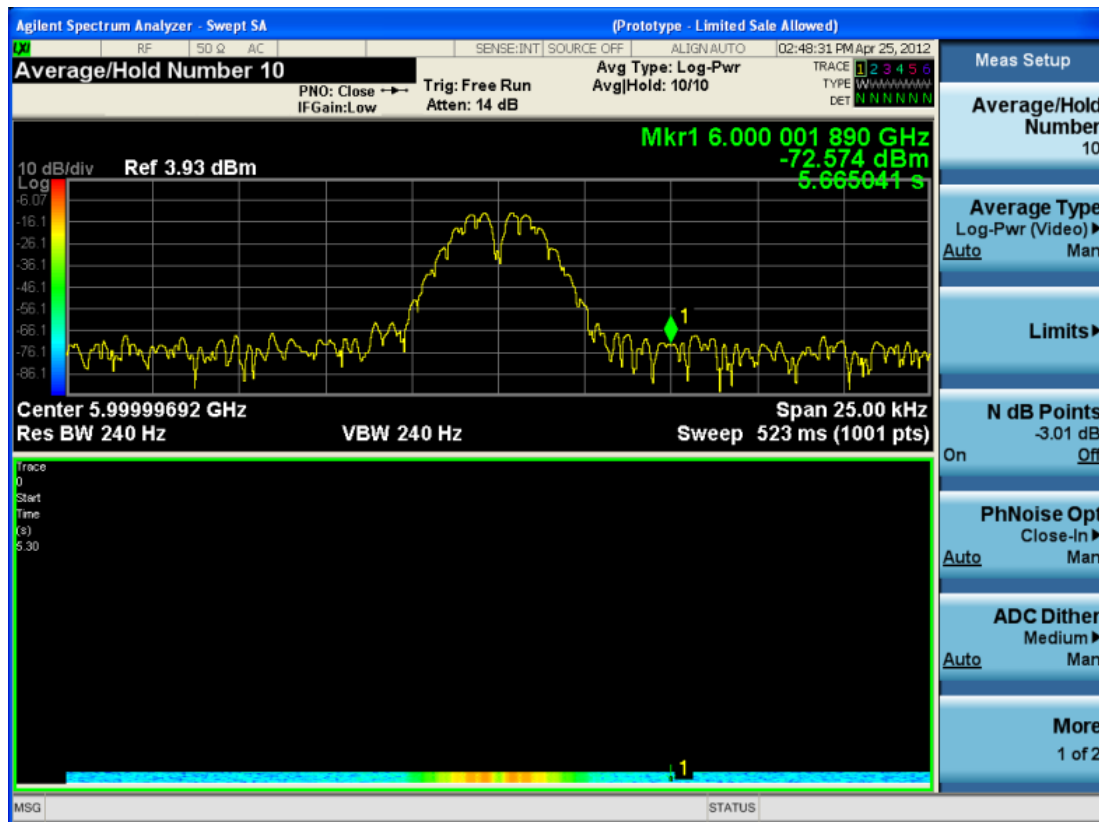 Agilent Spectrum Analyzer - Swept SA (Prototype - Limited Sale Allowed)
LXI RF 50 Ω AC SENSE:INT SOURCE OFF ALIGN AUTO 02:48:31 PM Apr 25, 2012
Average/Hold Number 10
PNO: Close
IFGain:Low
Trig: Free Run
Atten: 14 dB
Avg Type: Log-Pwr
Avg|Hold: 10/10
TRACE 1 2 3 4 5 6
TYPE WWWWWW
DET N N N N N N
Mkr1 6.000 001 890 GHz
-72.574 dBm
5.665041 s
10 dB/div Ref 3.93 dBm
Log
-6.07
-16.1
-26.1
-36.1
-46.1
-56.1
-66.1
-76.1
-86.1
1
Center 5.99999692 GHz Span 25.00 kHz
Res BW 240 Hz VBW 240 Hz Sweep 523 ms (1001 pts)
Trace
0
Start
Time
(s)
5.30
1
MSG STATUS
Meas Setup
Average/Hold
Number
10
Average Type
Log-Pwr (Video)
Auto Man
Limits
N dB Points
-3.01 dB
On Off
PhNoise Opt
Close-In
Auto Man
ADC Dither
Medium
Auto Man
More
1 of 2